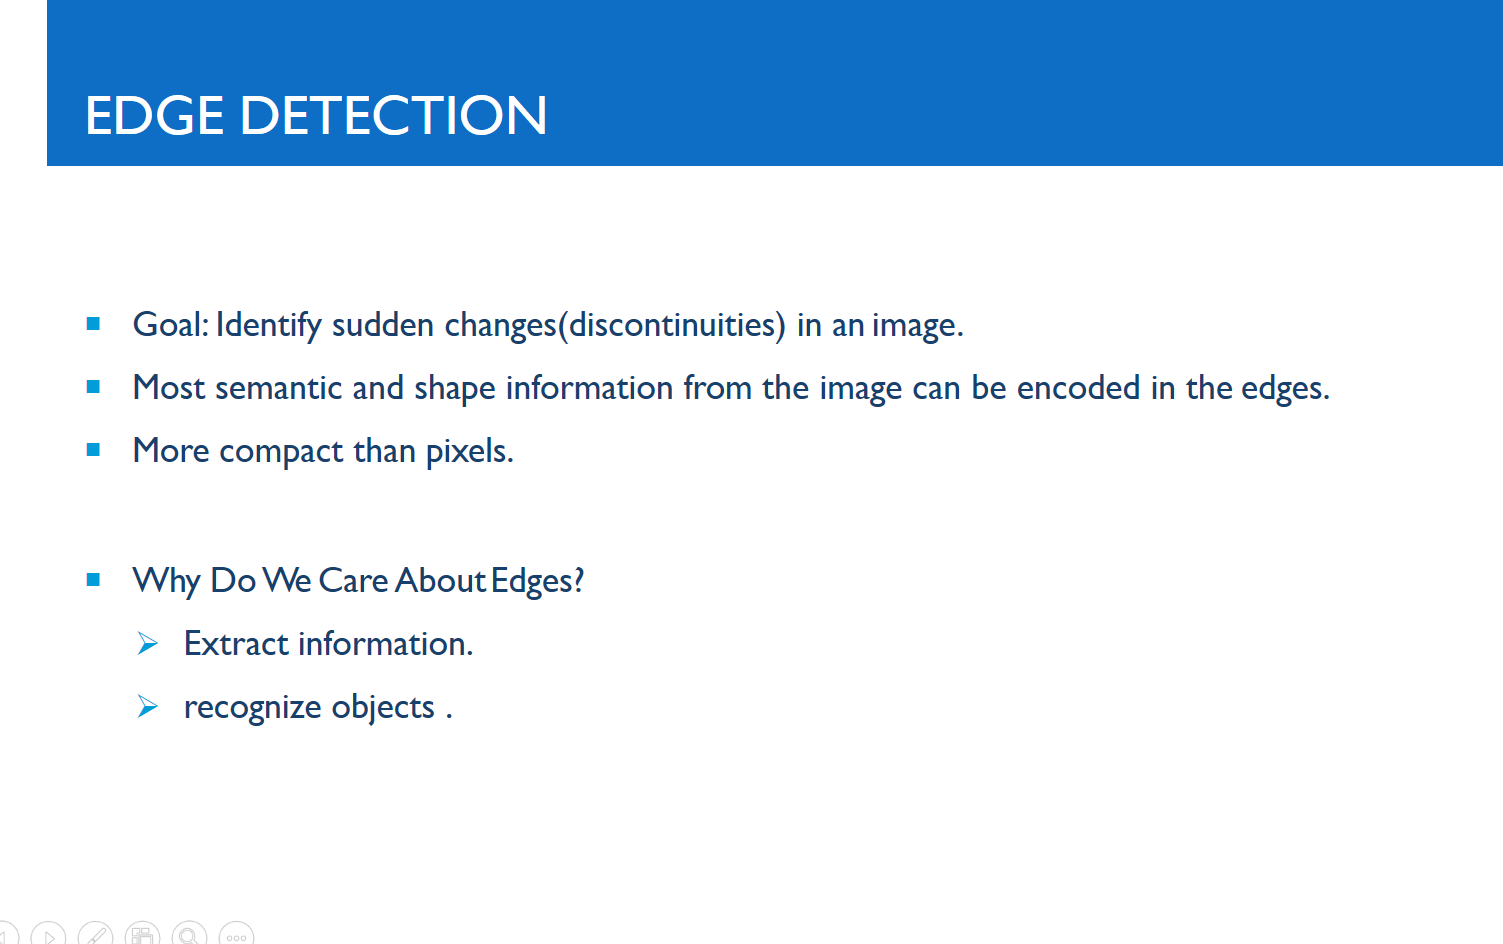 EDGE DETECTION
Goal: Identify sudden changes(discontinuities) in an image.
Most semantic and shape information from the image can be encoded in the edges.
More compact than pixels.
Why Do We Care About Edges?
Extract information.
recognize objects .